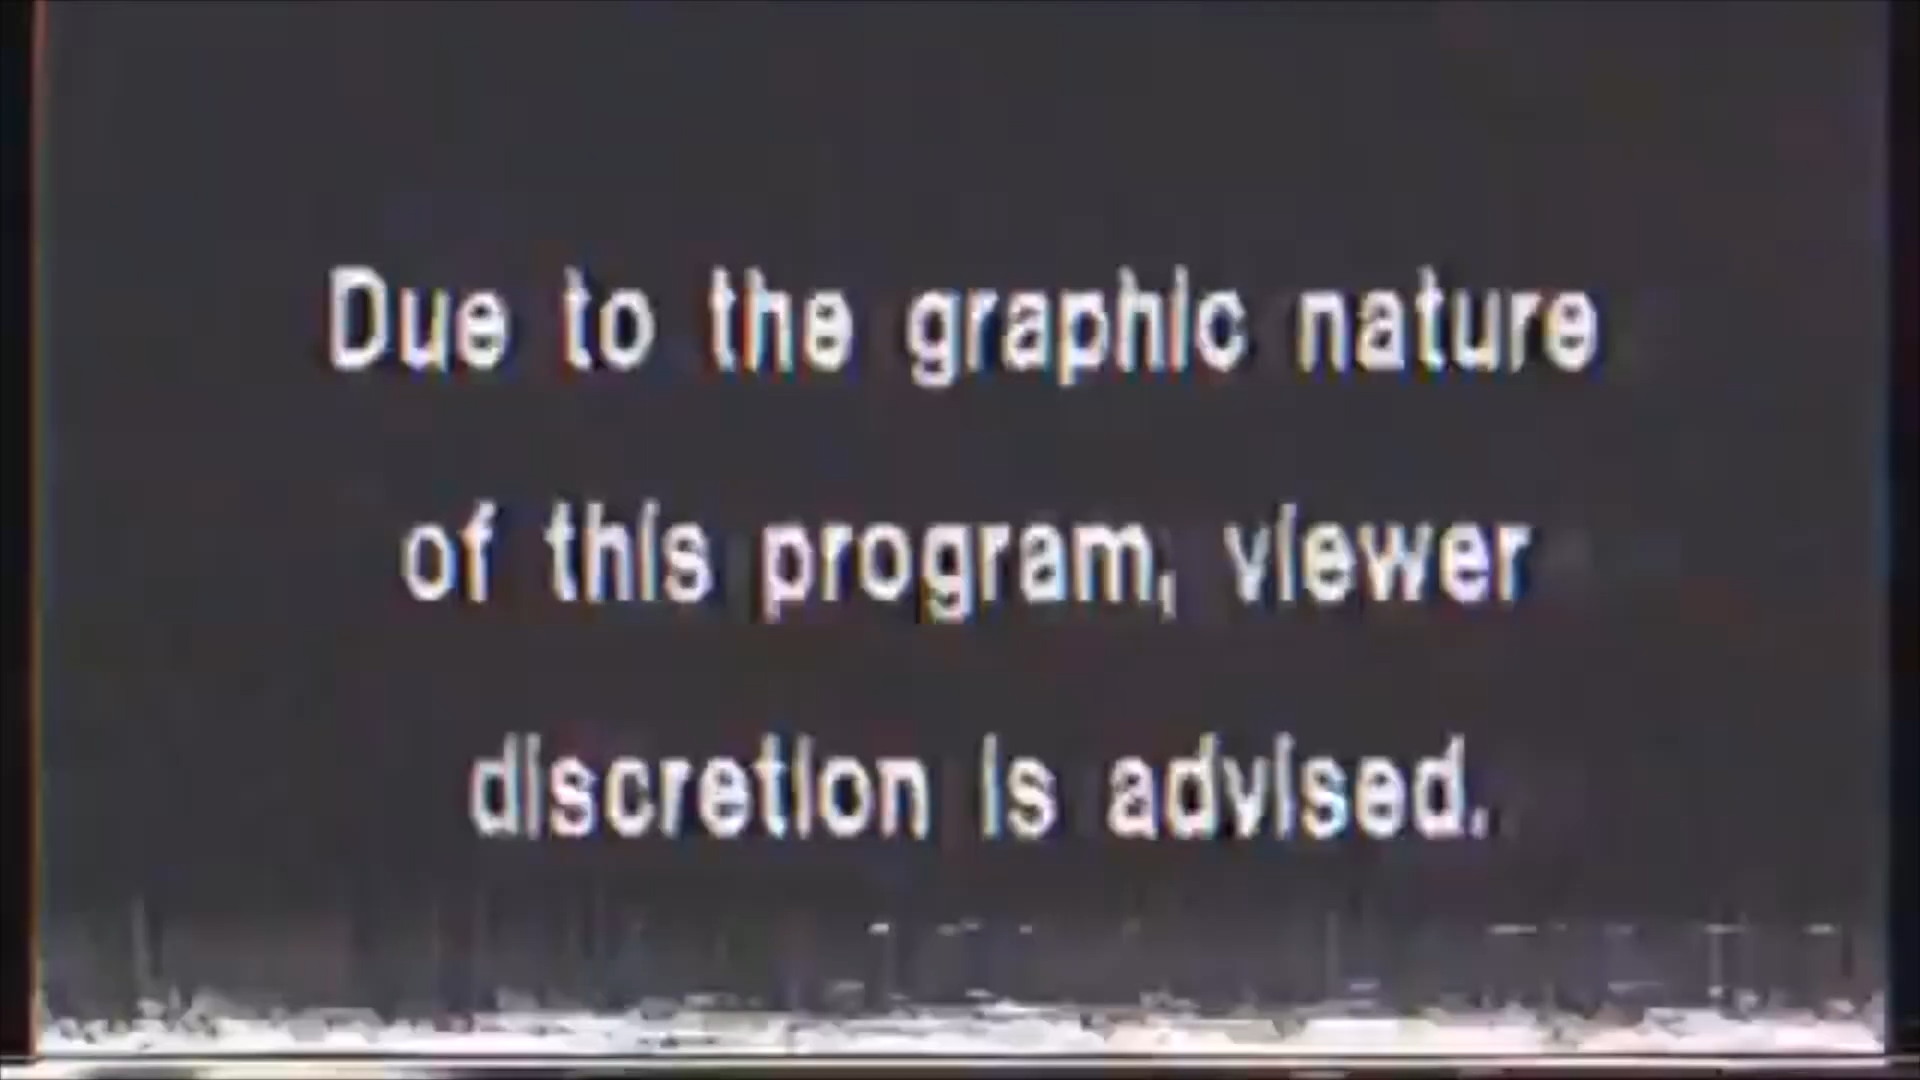 Due to the graphic nature
of this program, viewer
discretion is advised.